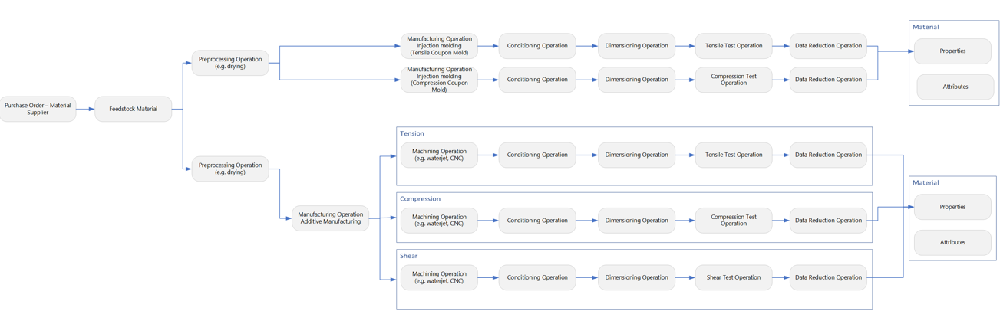 Purchase Order – Material
Supplier
Feedstock Material
Preprocessing Operation
(e.g. drying)
Manufacturing Operation
Injection molding
(Tensile Coupon Mold)
Conditioning Operation
Dimensioning Operation
Tensile Test Operation
Data Reduction Operation
Manufacturing Operation
Injection molding
(Compression Coupon
Mold)
Conditioning Operation
Dimensioning Operation
Compression Test
Operation
Data Reduction Operation
Material
Properties
Attributes
Preprocessing Operation
(e.g. drying)
Manufacturing Operation
Additive Manufacturing
Tension
Machining Operation
(e.g. waterjet, CNC)
Conditioning Operation
Dimensioning Operation
Tensile Test Operation
Data Reduction Operation
Compression
Machining Operation
(e.g. waterjet, CNC)
Conditioning Operation
Dimensioning Operation
Compression Test
Operation
Data Reduction Operation
Shear
Machining Operation
(e.g. waterjet, CNC)
Conditioning Operation
Dimensioning Operation
Shear Test Operation
Data Reduction Operation
Material
Properties
Attributes